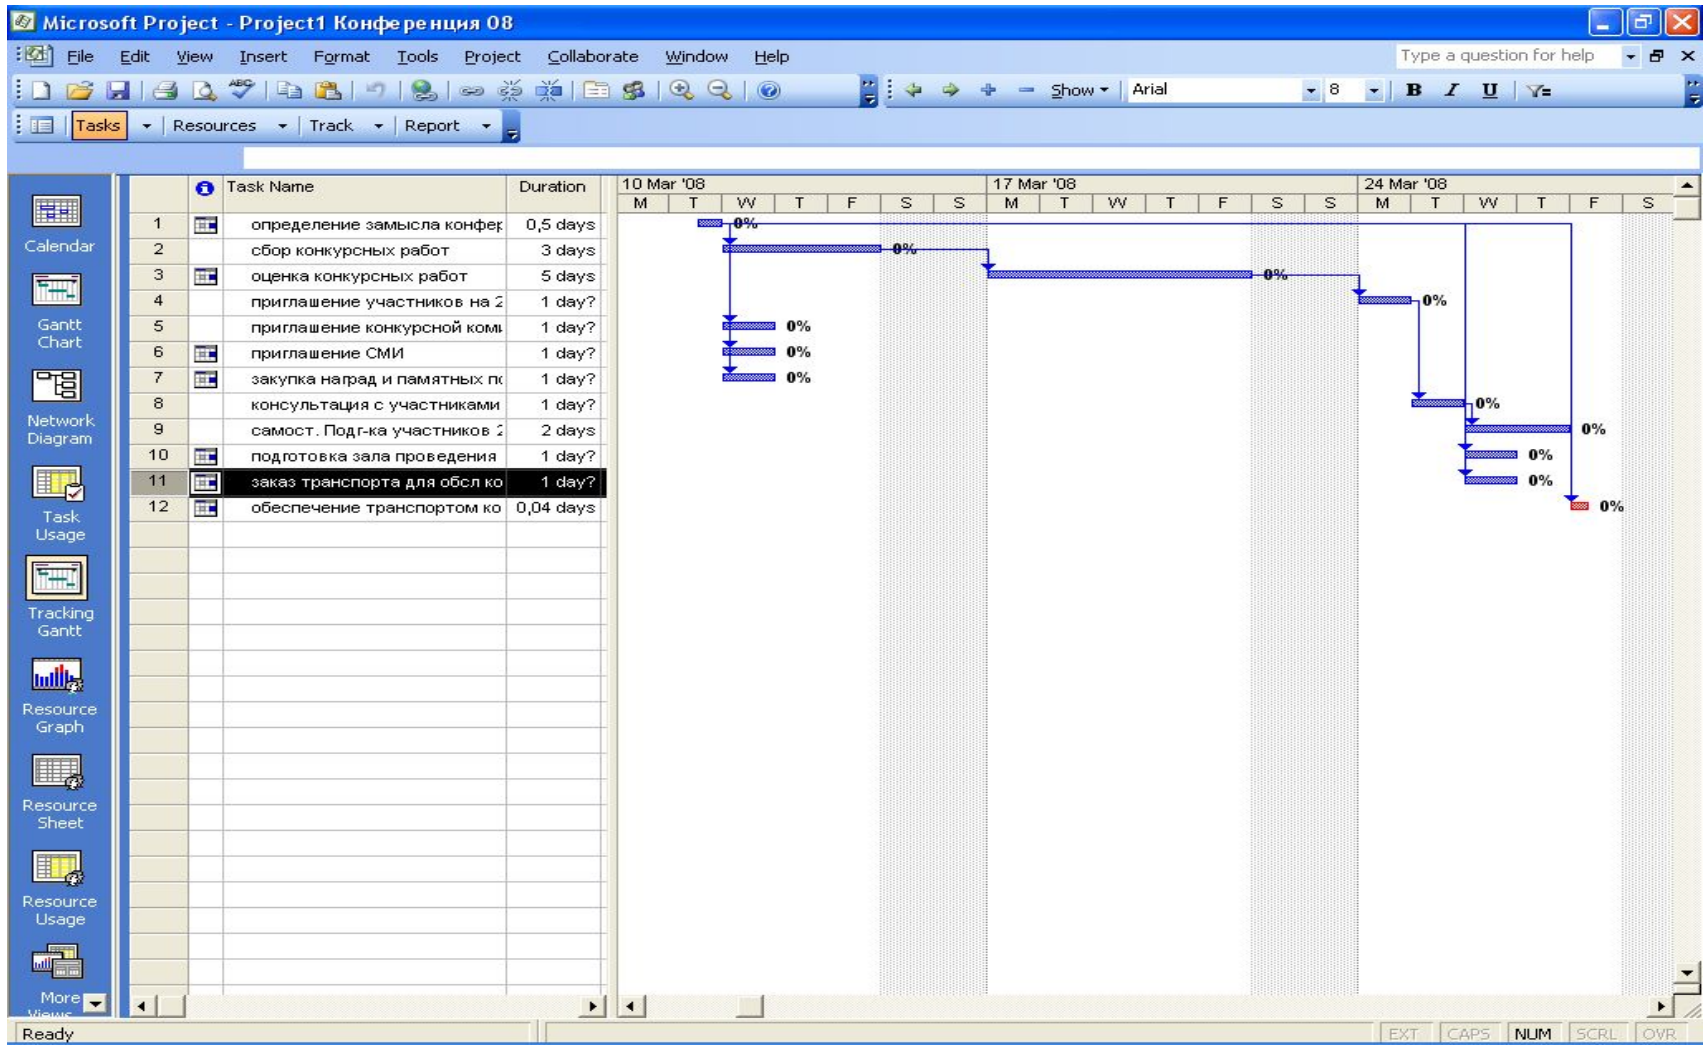 Microsoft Project - Project1 Конференция 08
File Edit View Insert Format Tools Project Collaborate Window Help Type a question for help
ABC Show Arial 8 B I U
Tasks Resources Track Report
Task Name Duration 10 Mar '08 17 Mar '08 24 Mar '08
M T W T F S S M T W T F S S M T W T F S
1 определение замысла конфер 0,5 days 0%
2 сбор конкурсных работ 3 days 0%
3 оценка конкурсных работ 5 days 0%
4 приглашение участников на 2 1 day? 0%
5 приглашение конкурсной ком 1 day? 0%
6 приглашение СМИ 1 day? 0%
7 закупка наград и памятных п 1 day? 0%
8 консультация с участниками 1 day? 0%
9 самост. Подг-ка участников 2 2 days 0%
10 подготовка зала проведения 1 day? 0%
11 заказ транспорта для обсл ко 1 day? 0%
12 обеспечение транспортом ко 0,04 days 0%
Calendar
Gantt
Chart
Network
Diagram
Task
Usage
Tracking
Gantt
Resource
Graph
Resource
Sheet
Resource
Usage
More
Views
Ready EXT CAPS NUM SCRL OVR